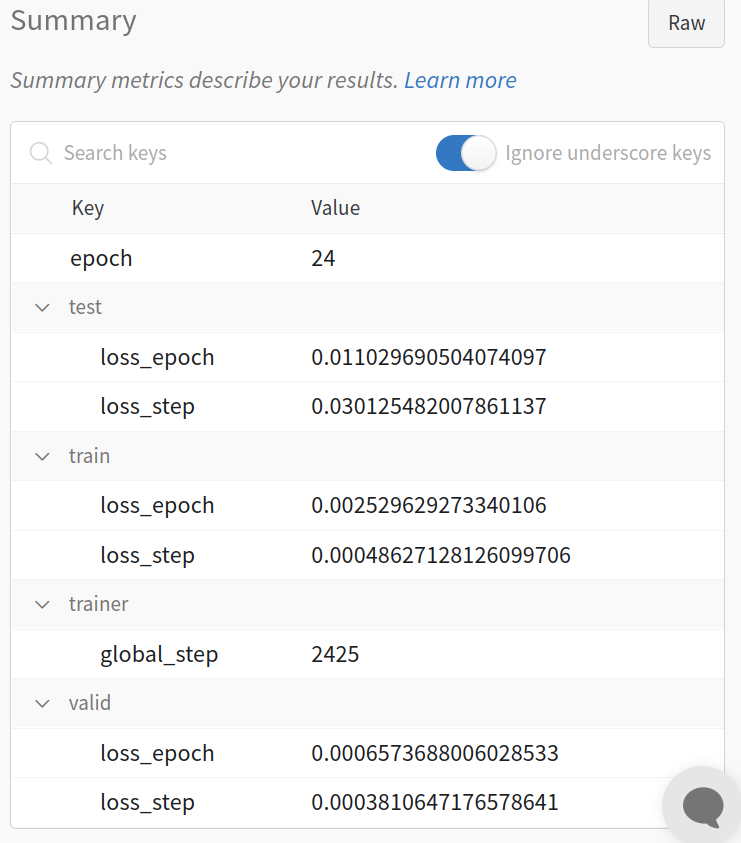 Summary
Raw
Summary metrics describe your results. Learn more
Search keys
Ignore underscore keys
Key Value
epoch 24
test
loss_epoch 0.011029690504074097
loss_step 0.030125482007861137
train
loss_epoch 0.002529629273340106
loss_step 0.00048627128126099706
trainer
global_step 2425
valid
loss_epoch 0.0006573688006028533
loss_step 0.0003810647176578641